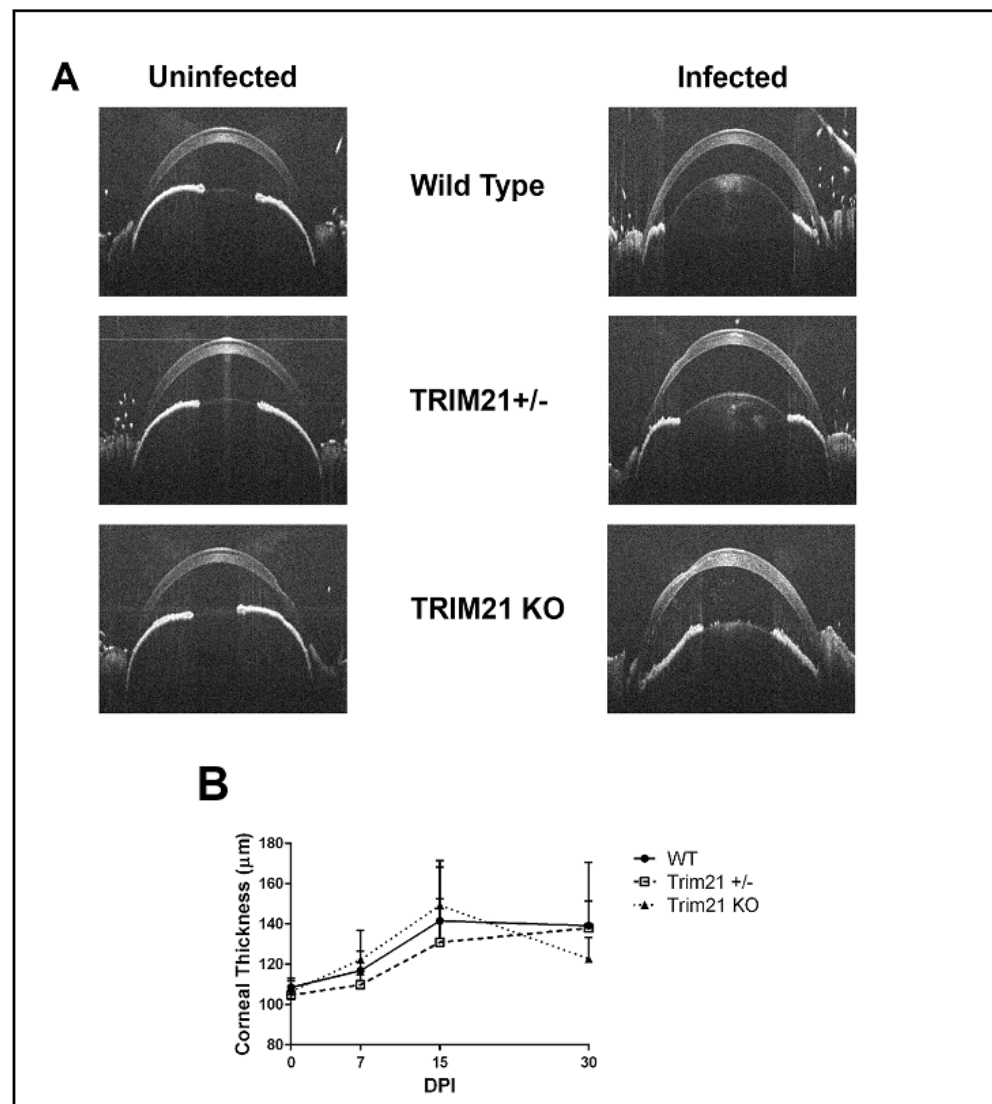 A
Uninfected
Infected
Wild Type
TRIM21+/-
TRIM21 KO
B
Corneal Thickness (μm)
180
160
140
120
100
80
0 7 15 30
DPI
WT
Trim21 +/-
Trim21 KO